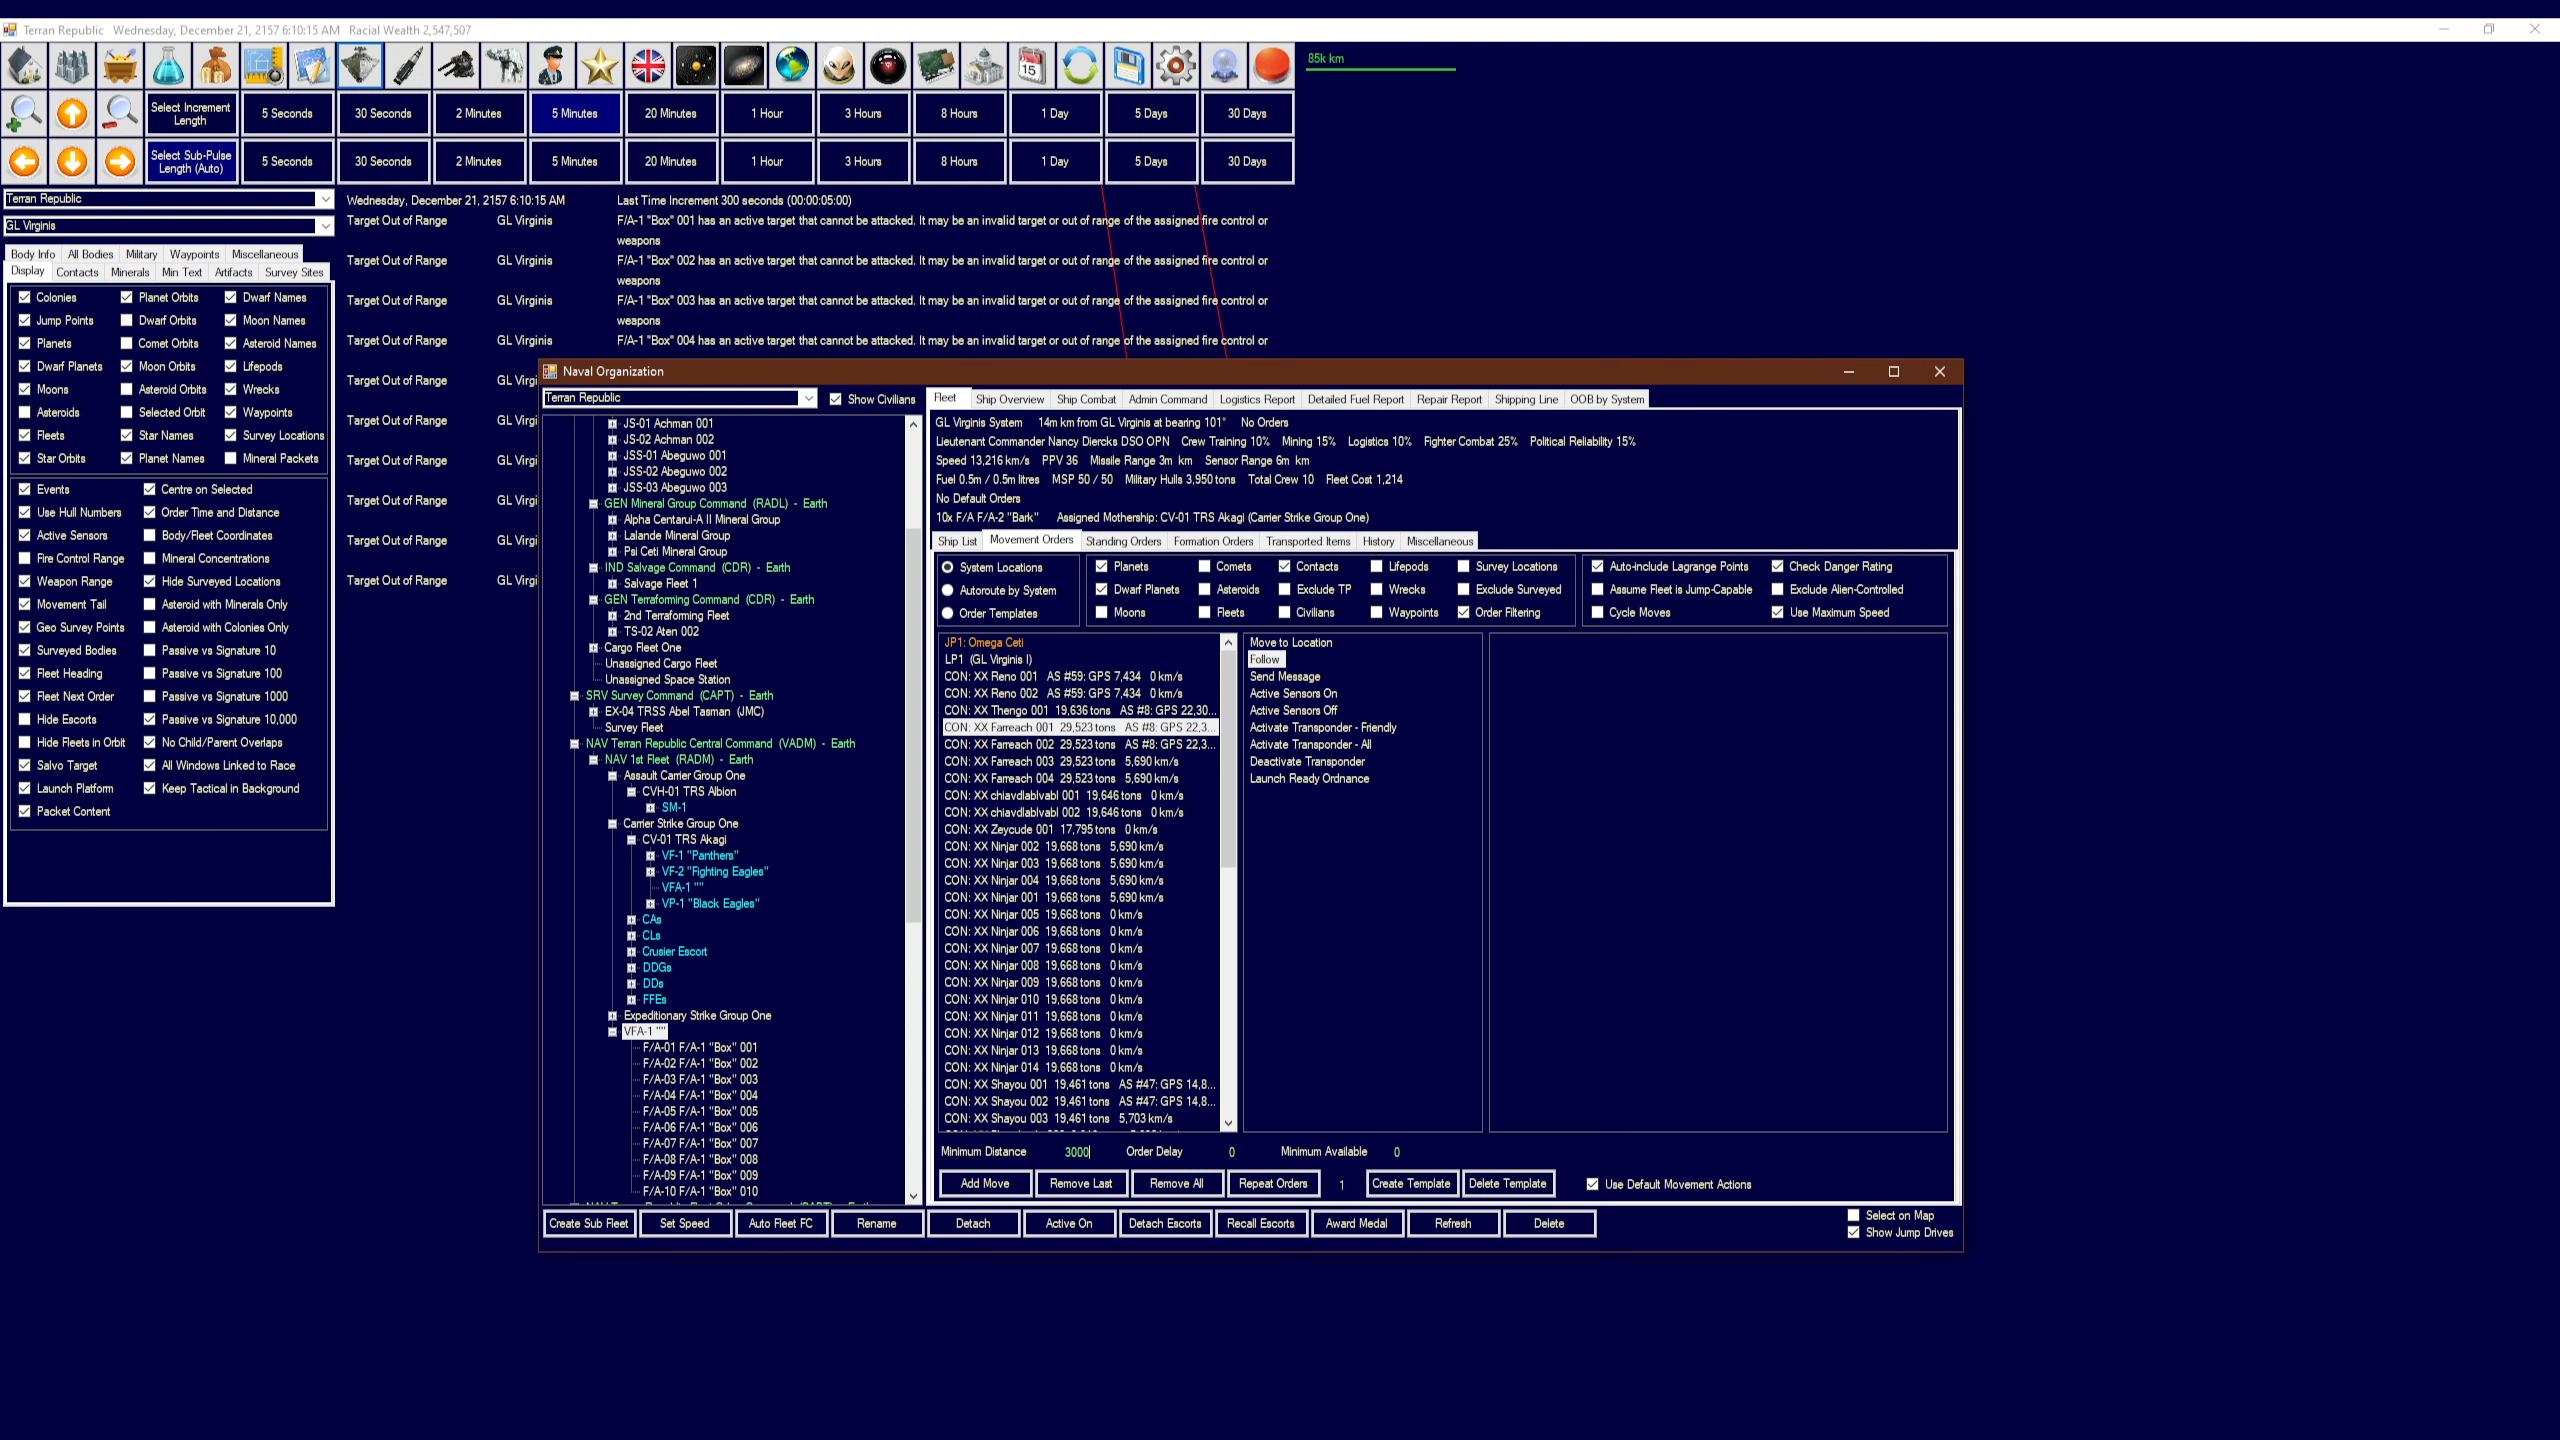 Terran Republic   Wednesday, December 21, 2157 6:10:15 AM   Racial Wealth 2,547,507
15
85k km
Select Increment Length   5 Seconds   30 Seconds   2 Minutes   5 Minutes   20 Minutes   1 Hour   3 Hours   8 Hours   1 Day   5 Days   30 Days
Select Sub-Pulse Length (Auto)   5 Seconds   30 Seconds   2 Minutes   5 Minutes   20 Minutes   1 Hour   3 Hours   8 Hours   1 Day   5 Days   30 Days
Terran Republic
GL Virginis
Body Info   All Bodies   Military   Waypoints   Miscellaneous
Display   Contacts   Minerals   Min Text   Artifacts   Survey Sites
Colonies   Planet Orbits   Dwarf Names
Jump Points   Dwarf Orbits   Moon Names
Planets   Comet Orbits   Asteroid Names
Dwarf Planets   Moon Orbits   Lifepods
Moons   Asteroid Orbits   Wrecks
Asteroids   Selected Orbit   Waypoints
Fleets   Star Names   Survey Locations
Star Orbits   Planet Names   Mineral Packets
Events   Centre on Selected
Use Hull Numbers   Order Time and Distance
Active Sensors   Body/Fleet Coordinates
Fire Control Range   Mineral Concentrations
Weapon Range   Hide Surveyed Locations
Movement Tail   Asteroid with Minerals Only
Geo Survey Points   Asteroid with Colonies Only
Surveyed Bodies   Passive vs Signature 10
Fleet Heading   Passive vs Signature 100
Fleet Next Order   Passive vs Signature 1000
Hide Escorts   Passive vs Signature 10,000
Hide Fleets in Orbit   No Child/Parent Overlaps
Salvo Target   All Windows Linked to Race
Launch Platform   Keep Tactical in Background
Packet Content
Wednesday, December 21, 2157 6:10:15 AM   Last Time Increment 300 seconds (00:00:05:00)
Target Out of Range   GL Virginis   F/A-1 "Box" 001 has an active target that cannot be attacked. It may be an invalid target or out of range of the assigned fire control or
weapons
Target Out of Range   GL Virginis   F/A-1 "Box" 002 has an active target that cannot be attacked. It may be an invalid target or out of range of the assigned fire control or
weapons
Target Out of Range   GL Virginis   F/A-1 "Box" 003 has an active target that cannot be attacked. It may be an invalid target or out of range of the assigned fire control or
weapons
Target Out of Range   GL Virginis   F/A-1 "Box" 004 has an active target that cannot be attacked. It may be an invalid target or out of range of the assigned fire control or
Target Out of Range   GL Virgi
Target Out of Range   GL Virgi
Target Out of Range   GL Virgi
Target Out of Range   GL Virgi
Target Out of Range   GL Virgi
Target Out of Range   GL Virgi
Naval Organization
Terran Republic   Show Civilians
JS-01 Achman 001
JS-02 Achman 002
JSS-01 Abeguwo 001
JSS-02 Abeguwo 002
JSS-03 Abeguwo 003
GEN Mineral Group Command  (RADL)  -  Earth
Alpha Centarui-A II Mineral Group
Lalande Mineral Group
Psi Ceti Mineral Group
IND Salvage Command  (CDR)  -  Earth
Salvage Fleet 1
GEN Terraforming Command  (CDR)  -  Earth
2nd Terraforming Fleet
TS-02 Aten 002
Cargo Fleet One
Unassigned Cargo Fleet
Unassigned Space Station
SRV Survey Command  (CAPT)  -  Earth
EX-04 TRSS Abel Tasman  (JMC)
Survey Fleet
NAV Terran Republic Central Command  (VADM)  -  Earth
NAV 1st Fleet  (RADM)  -  Earth
Assault Carrier Group One
CVH-01 TRS Albion
SM-1
Carrier Strike Group One
CV-01 TRS Akagi
VF-1 "Panthers"
VF-2 "Fighting Eagles"
VFA-1 ""
VP-1 "Black Eagles"
CAs
CLs
Crusier Escort
DDGs
DDs
FFEs
Expeditionary Strike Group One
VFA-1 ""
F/A-01 F/A-1 "Box" 001
F/A-02 F/A-1 "Box" 002
F/A-03 F/A-1 "Box" 003
F/A-04 F/A-1 "Box" 004
F/A-05 F/A-1 "Box" 005
F/A-06 F/A-1 "Box" 006
F/A-07 F/A-1 "Box" 007
F/A-08 F/A-1 "Box" 008
F/A-09 F/A-1 "Box" 009
F/A-10 F/A-1 "Box" 010
Fleet   Ship Overview   Ship Combat   Admin Command   Logistics Report   Detailed Fuel Report   Repair Report   Shipping Line   OOB by System
GL Virginis System   14m km from GL Virginis at bearing 101°   No Orders
Lieutenant Commander Nancy Diercks DSO OPN   Crew Training 10%   Mining 15%   Logistics 10%   Fighter Combat 25%   Political Reliability 15%
Speed 13,216 km/s   PPV 36   Missile Range 3m  km   Sensor Range 6m  km
Fuel 0.5m / 0.5m litres   MSP 50 / 50   Military Hulls 3,950 tons   Total Crew 10   Fleet Cost 1,214
No Default Orders
10x F/A F/A-2 "Bark"   Assigned Mothership: CV-01 TRS Akagi (Carrier Strike Group One)
Ship List   Movement Orders   Standing Orders   Formation Orders   Transported Items   History   Miscellaneous
System Locations   Planets   Comets   Contacts   Lifepods   Survey Locations   Auto-include Lagrange Points   Check Danger Rating
Autoroute by System   Dwarf Planets   Asteroids   Exclude TP   Wrecks   Exclude Surveyed   Assume Fleet is Jump-Capable   Exclude Alien-Controlled
Order Templates   Moons   Fleets   Civilians   Waypoints   Order Filtering   Cycle Moves   Use Maximum Speed
JP1: Omega Ceti
LP1  (GL Virginis I)
CON: XX Reno 001   AS #59: GPS 7,434   0 km/s
CON: XX Reno 002   AS #59: GPS 7,434   0 km/s
CON: XX Thengo 001  19,636 tons   AS #8: GPS 22,30...
CON: XX Farreach 001  29,523 tons   AS #8: GPS 22,3...
CON: XX Farreach 002  29,523 tons   AS #8: GPS 22,3...
CON: XX Farreach 003  29,523 tons   5,690 km/s
CON: XX Farreach 004  29,523 tons   5,690 km/s
CON: XX chiavdlablvabl 001  19,646 tons   0 km/s
CON: XX chiavdlablvabl 002  19,646 tons   0 km/s
CON: XX Zeycude 001  17,795 tons   0 km/s
CON: XX Ninjar 002  19,668 tons   5,690 km/s
CON: XX Ninjar 003  19,668 tons   5,690 km/s
CON: XX Ninjar 004  19,668 tons   5,690 km/s
CON: XX Ninjar 001  19,668 tons   5,690 km/s
CON: XX Ninjar 005  19,668 tons   0 km/s
CON: XX Ninjar 006  19,668 tons   0 km/s
CON: XX Ninjar 007  19,668 tons   0 km/s
CON: XX Ninjar 008  19,668 tons   0 km/s
CON: XX Ninjar 009  19,668 tons   0 km/s
CON: XX Ninjar 010  19,668 tons   0 km/s
CON: XX Ninjar 011  19,668 tons   0 km/s
CON: XX Ninjar 012  19,668 tons   0 km/s
CON: XX Ninjar 013  19,668 tons   0 km/s
CON: XX Ninjar 014  19,668 tons   0 km/s
CON: XX Shayou 001  19,461 tons   AS #47: GPS 14,8...
CON: XX Shayou 002  19,461 tons   AS #47: GPS 14,8...
CON: XX Shayou 003  19,461 tons   5,703 km/s
Move to Location
Follow
Send Message
Active Sensors On
Active Sensors Off
Activate Transponder - Friendly
Activate Transponder - All
Deactivate Transponder
Launch Ready Ordnance
Minimum Distance   3000   Order Delay   0   Minimum Available   0
Add Move   Remove Last   Remove All   Repeat Orders   1   Create Template   Delete Template   Use Default Movement Actions
Create Sub Fleet   Set Speed   Auto Fleet FC   Rename   Detach   Active On   Detach Escorts   Recall Escorts   Award Medal   Refresh   Delete
Select on Map
Show Jump Drives